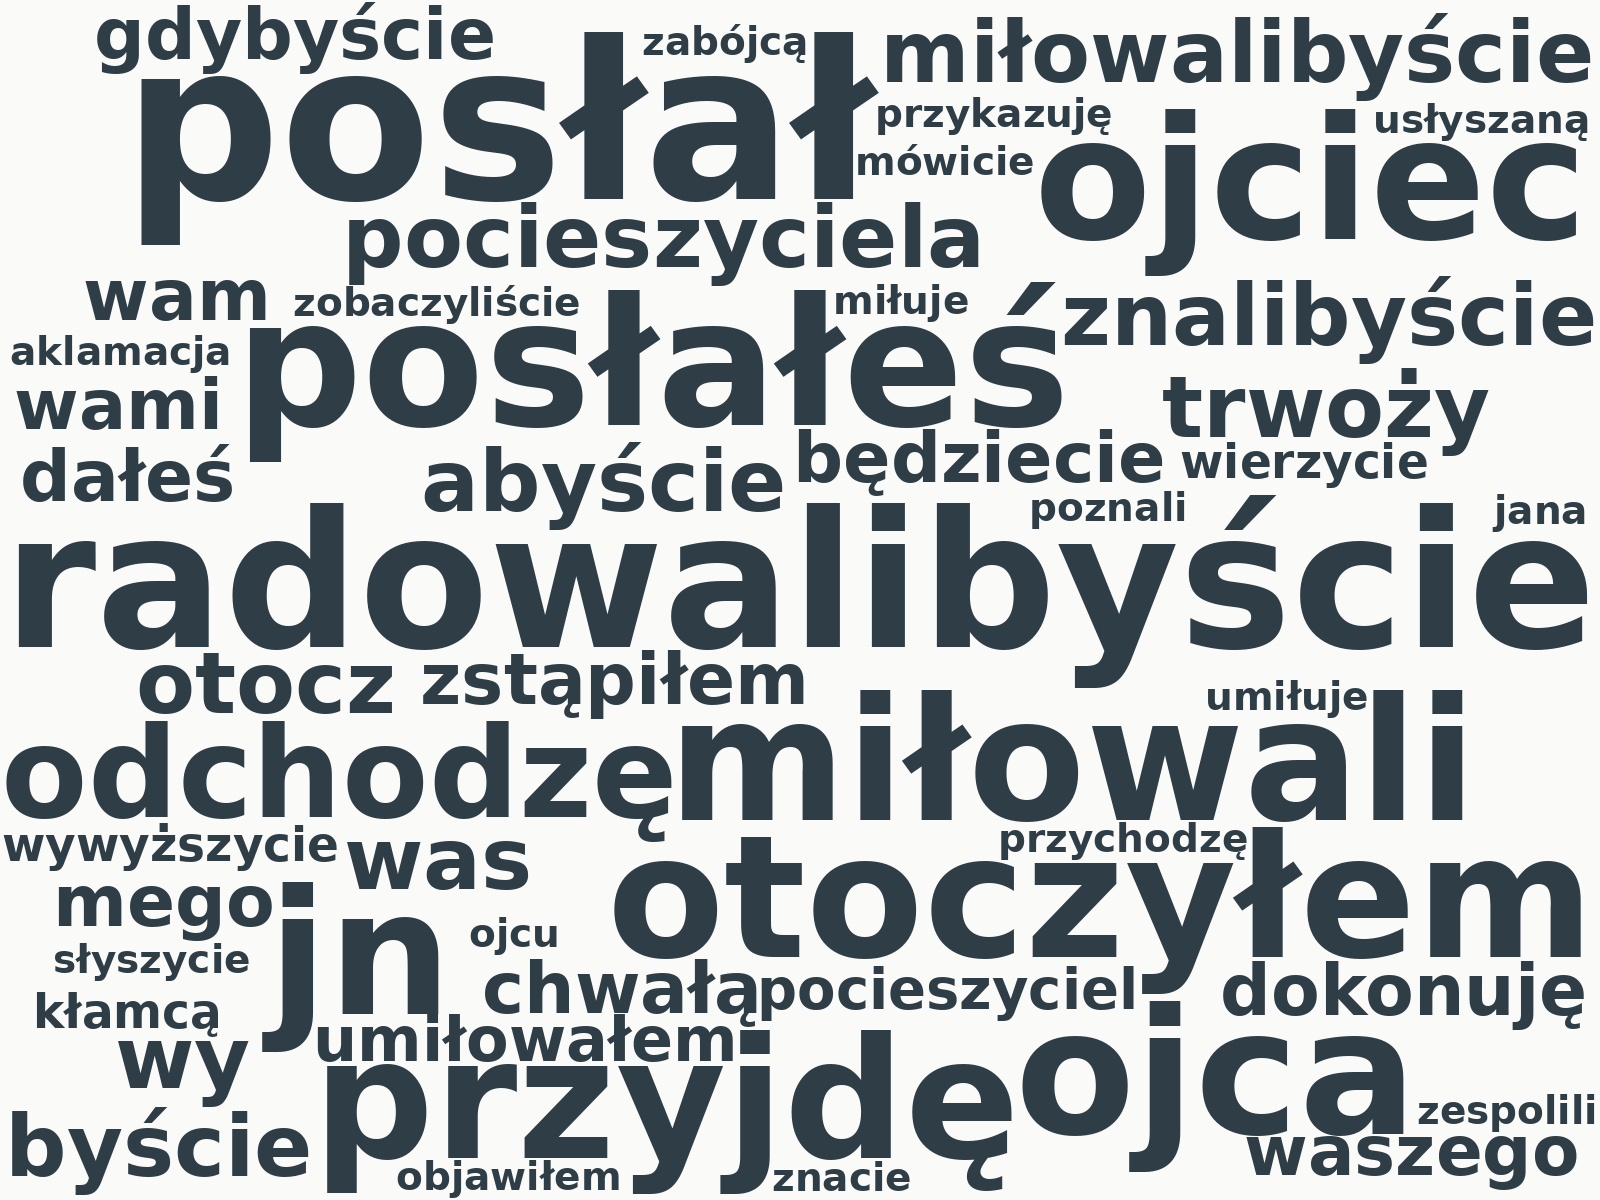 gdybyście
zabójcą
miłowalibyście
posłał
przykazuję
usłyszaną
mówicie
ojciec
pocieszyciela
wam
zobaczyliście
miłuje
znalibyście
aklamacja
posłałeś
wami
trwoży
dałeś
abyście
będziecie
wierzycie
poznali
jana
radowalibyście
otocz
zstąpiłem
umiłuje
odchodzę
miłowali
wywyższycie
was
przychodzę
otoczyłem
mego
jn
ojcu
słyszycie
chwałą
pocieszyciel
dokonuję
kłamcą
umiłowałem
wy
przyjdę
ojca
zespolili
byście
waszego
objawiłem
znacie